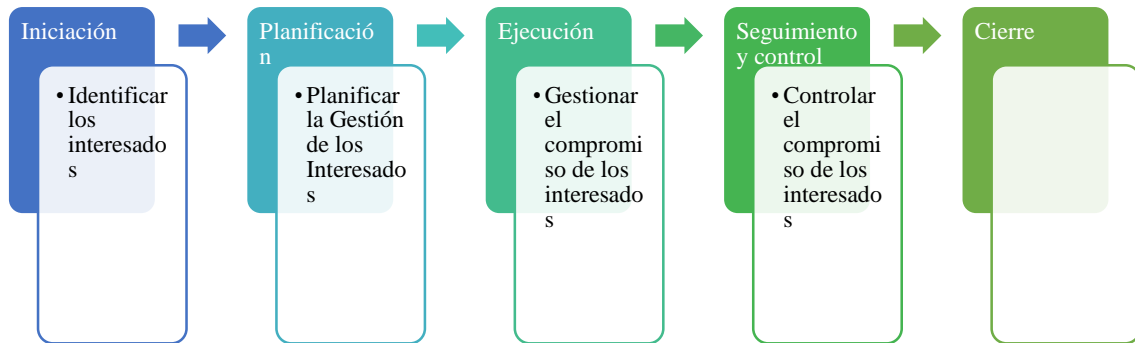 Iniciación
• Identificar
los
interesado
s
Planificació
n
• Planificar
la Gestión
de los
Interesado
s
Ejecución
• Gestionar
el
compromi
so de los
interesado
s
Seguimiento
y control
• Controlar
el
compromi
so de los
interesado
s
Cierre